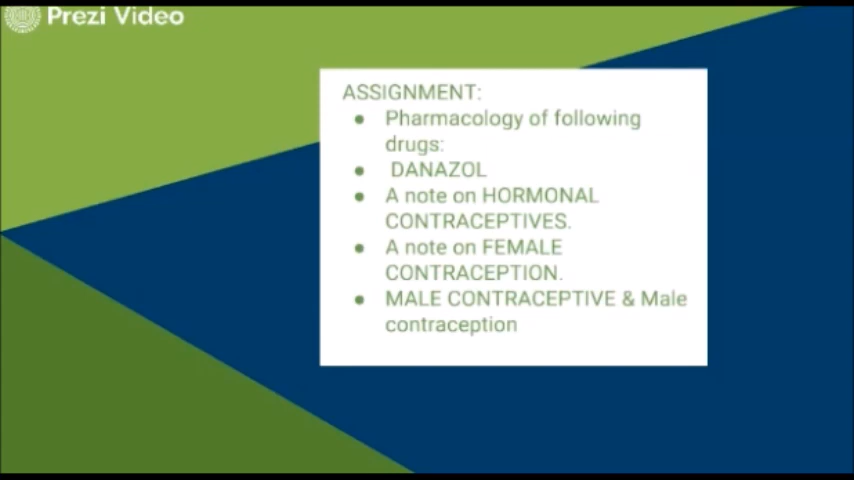 Prezi Video
ASSIGNMENT:
● Pharmacology of following
drugs:
● DANAZOL
● A note on HORMONAL
CONTRACEPTIVES.
● A note on FEMALE
CONTRACEPTION.
● MALE CONTRACEPTIVE & Male
contraception